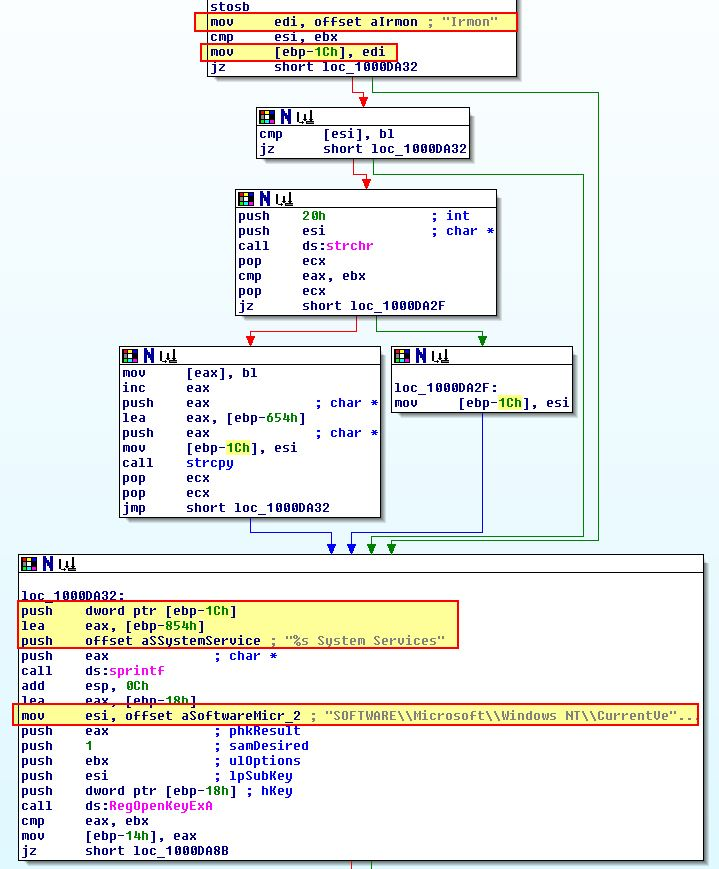 stosb
mov edi, offset aIrmon ; "Irmon"
cmp esi, ebx
mov [ebp-1Ch], edi
jz short loc_1000DA32
cmp [esi], bl
jz short loc_1000DA32
push 20h ; int
push esi ; char *
call ds:strchr
pop ecx
cmp eax, ebx
pop ecx
jz short loc_1000DA2F
mov [eax], bl
inc eax
push eax ; char *
lea eax, [ebp-654h]
push eax ; char *
mov [ebp-1Ch], esi
call strcpy
pop ecx
pop ecx
jmp short loc_1000DA32
loc_1000DA2F:
mov [ebp-1Ch], esi
loc_1000DA32:
push dword ptr [ebp-1Ch]
lea eax, [ebp-854h]
push offset aSSystemService ; "%s System Services"
push eax ; char *
call ds:sprintf
add esp, 0Ch
lea eax, [ebp-18h]
mov esi, offset aSoftwareMicr_2 ; "SOFTWARE\\Microsoft\\Windows NT\\CurrentVe"...
push eax ; phkResult
push 1 ; samDesired
push ebx ; ulOptions
push esi ; lpSubKey
push dword ptr [ebp-18h] ; hKey
call ds:RegOpenKeyExA
cmp eax, ebx
mov [ebp-14h], eax
jz short loc_1000DA8B